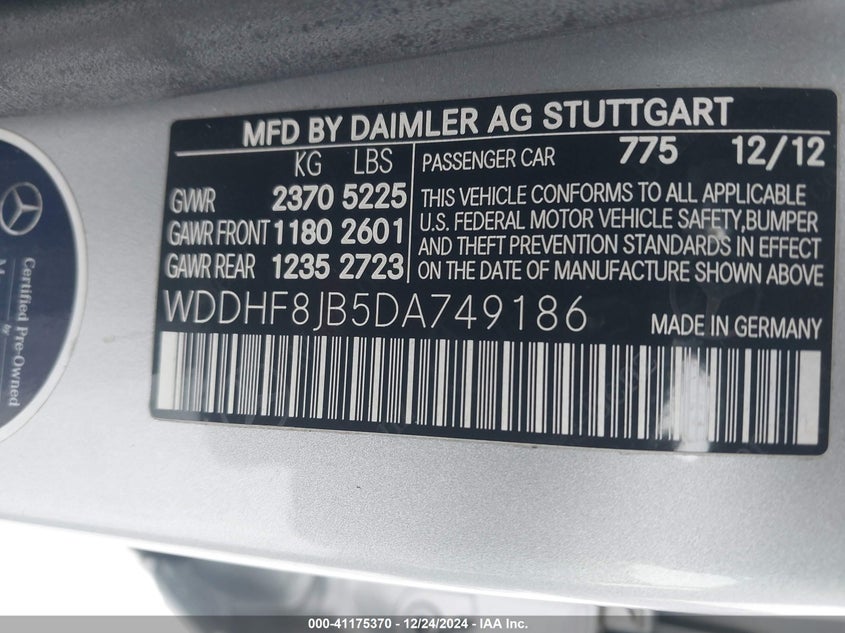 MFD BY DAIMLER AG STUTTGART
KG LBS
GVWR 2370 5225
GAWR FRONT 1180 2601
GAWR REAR 1235 2723
PASSENGER CAR 775 12/12
THIS VEHICLE CONFORMS TO ALL APPLICABLE
U.S. FEDERAL MOTOR VEHICLE SAFETY,BUMPER
AND THEFT PREVENTION STANDARDS IN EFFECT
ON THE DATE OF MANUFACTURE SHOWN ABOVE
WDDHF8JB5DA749186
MADE IN GERMANY
Certified Pre-Owned
by
000-41175370 - 12/24/2024 - IAA Inc.